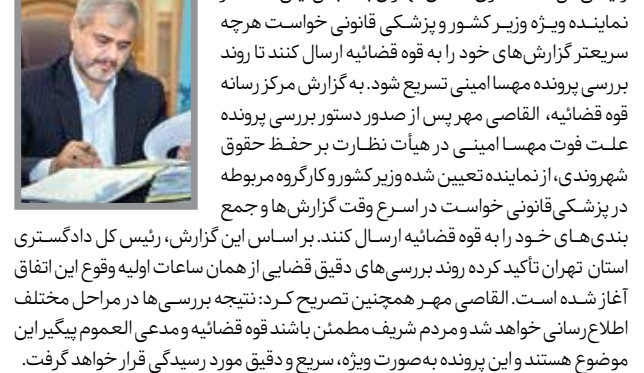 نماینده ویژه وزیر کشور و پزشکی قانونی خواست هرچه
سریعتر گزارش‌های خود را به قوه قضائیه ارسال کنند تا روند
بررسی پرونده مهسا امینی تسریع شود. به گزارش مرکز رسانه
قوه قضائیه، القاصی مهر پس از صدور دستور بررسی پرونده
علت فوت مهسا امینی در هیأت نظارت بر حفظ حقوق
شهروندی، از نماینده تعیین شده وزیر کشور و کارگروه مربوطه
در پزشکی‌قانونی خواست در اسرع وقت گزارش‌ها و جمع
بندی‌های خود را به قوه قضائیه ارسال کنند. بر اساس این گزارش، رئیس کل دادگستری
استان تهران تأکید کرده روند بررسی‌های دقیق قضایی از همان ساعات اولیه وقوع این اتفاق
آغاز شده است. القاصی مهر همچنین تصریح کرد: نتیجه بررسی‌ها در مراحل مختلف
اطلاع‌رسانی خواهد شد و مردم شریف مطمئن باشند قوه قضائیه و مدعی العموم پیگیر این
موضوع هستند و این پرونده به‌صورت ویژه، سریع و دقیق مورد رسیدگی قرار خواهد گرفت.